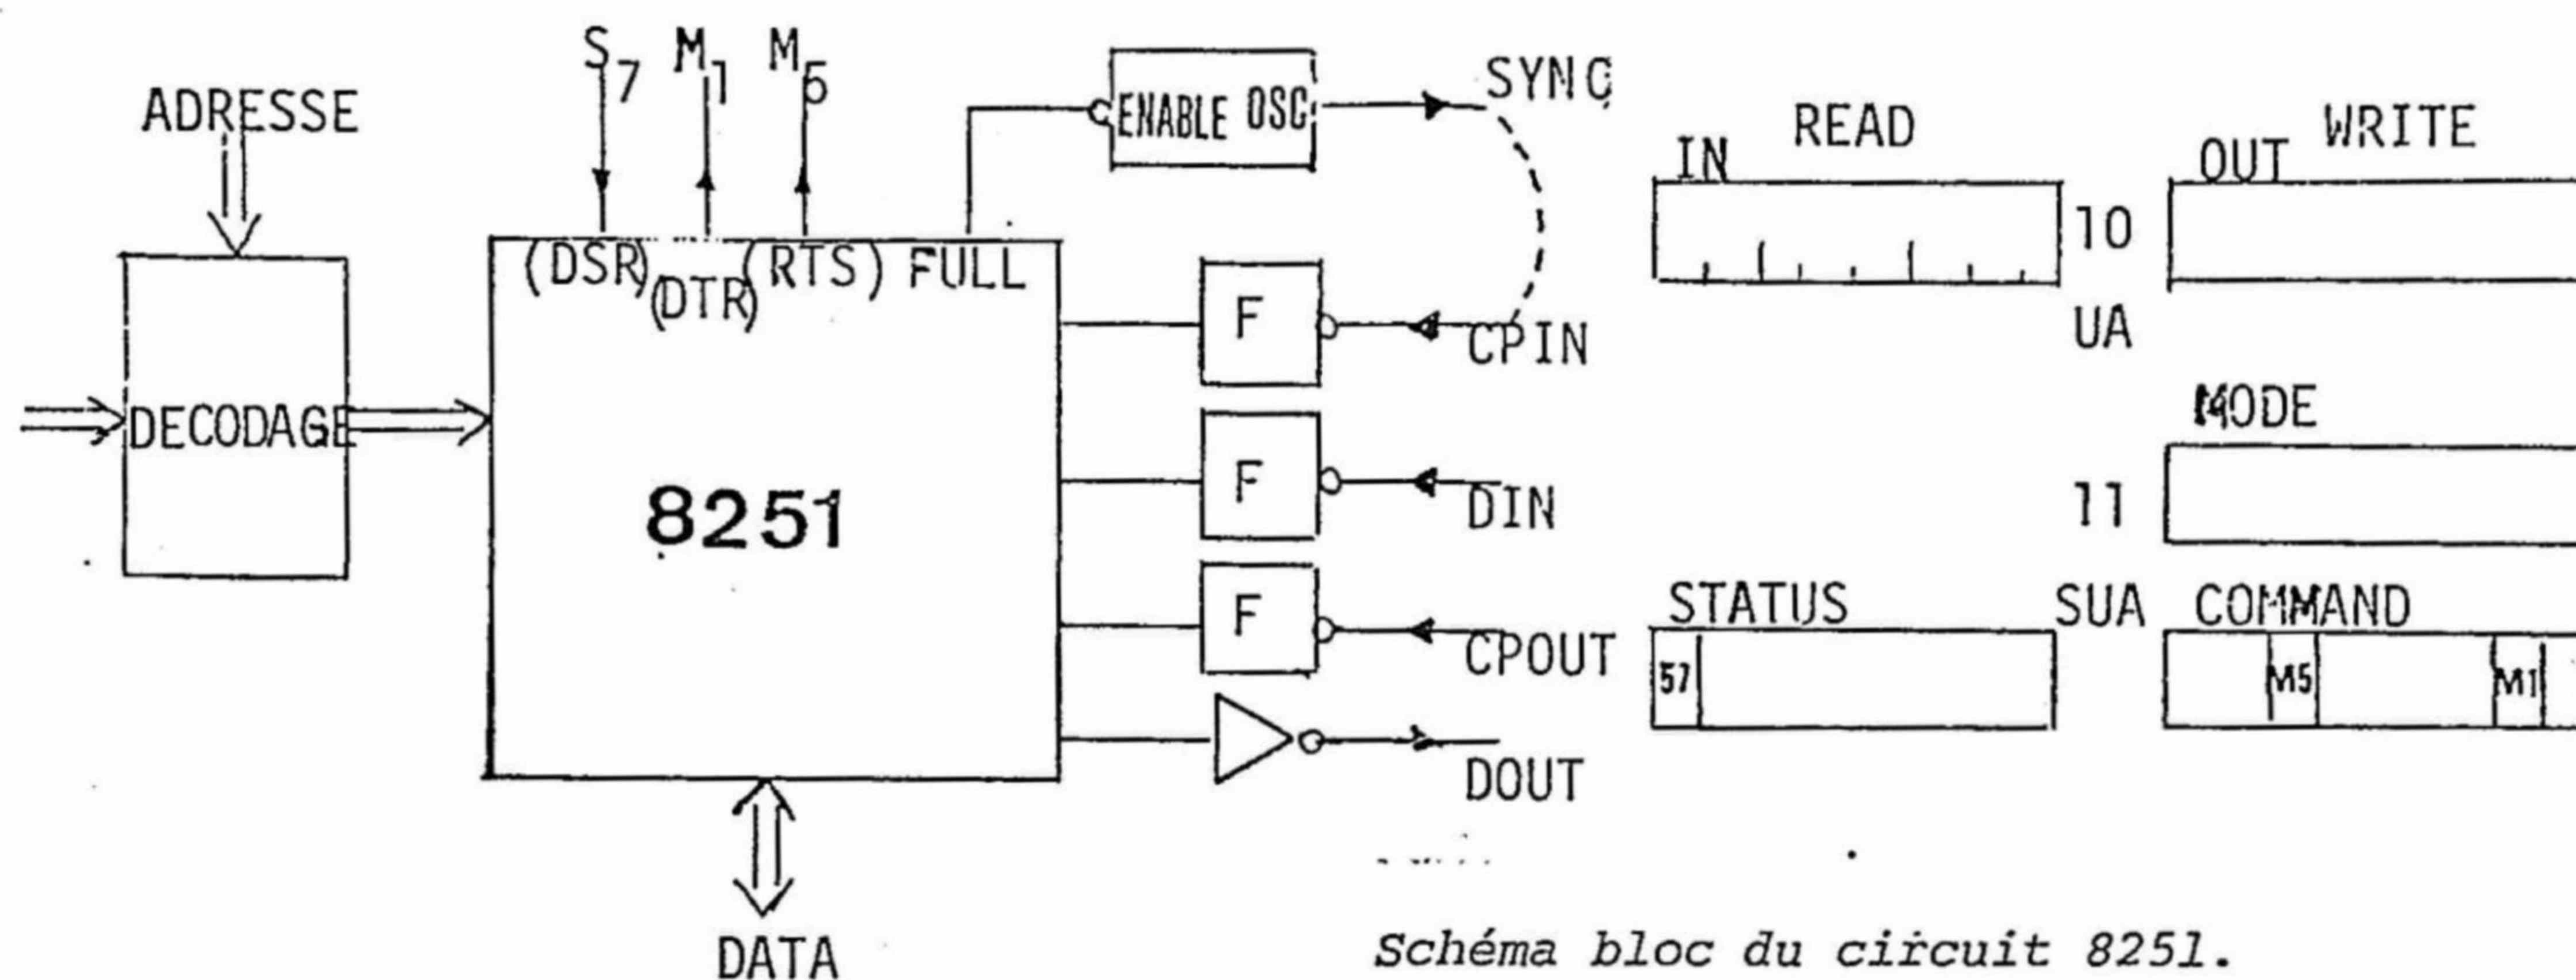 ADRESSE
DECODAGE
S7 M1 M5
(DSR) (DTR) (RTS) FULL
8251
DATA
ENABLE OSC
SYNC
F
CPIN
F
DIN
F
CPOUT
DOUT
READ
IN
10
WRITE
OUT
UA
MODE
11
STATUS
SUA
COMMAND
57
M5
M1
Schéma bloc du circuit 8251.